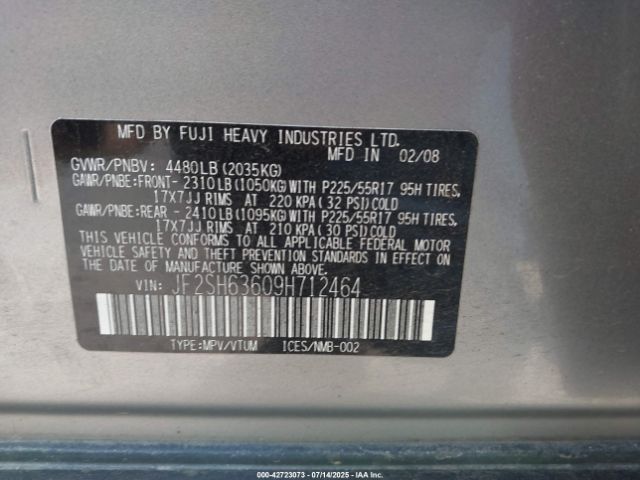 MFD BY FUJI HEAVY INDUSTRIES LTD.
MFD IN 02/08
GVWR/PNBV: 4480LB (2035KG)
GAWR/PNBE:FRONT- 2310LB (1050KG) WITH P225/55R17 95H TIRES,
17X7JJ RIMS AT 220 KPA (32 PSI) COLD
GAWR/PNBE:REAR - 2410LB (1095KG) WITH P225/55R17 95H TIRES,
17X7JJ RIMS AT 210 KPA (30 PSI) COLD
THIS VEHICLE CONFORMS TO ALL APPLICABLE FEDERAL MOTOR
VEHICLE SAFETY AND THEFT PREVENTION STANDARDS IN EFFECT ON
THE DATE OF MANUFACTURE SHOWN ABOVE.
VIN: JF2SH63609H712464
TYPE:MPV/VTUM ICES/NMB-002
000-42723073 - 07/14/2025 - IAA Inc.